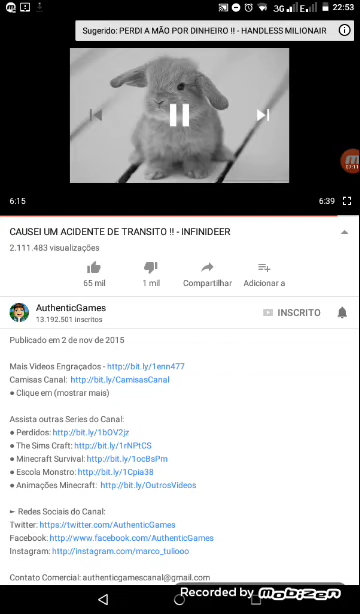 3G E 22:53
Sugerido: PERDI A MÃO POR DINHEIRO !! - HANDLESS MILIONAIR
6:15 6:39
CAUSEI UM ACIDENTE DE TRANSITO !! - INFINIDEER
2.111.483 visualizações
65 mil 1 mil Compartilhar Adicionar a
AuthenticGames
13.192.501 inscritos
INSCRITO
Publicado em 2 de nov de 2015
Mais Videos Engraçados - http://bit.ly/1enn477
Camisas Canal: http://bit.ly/CamisasCanal
● Clique em (mostrar mais)
Assista outras Series do Canal:
● Perdidos: http://bit.ly/1bOV2jz
● The Sims Craft: http://bit.ly/1rNPtCS
● Minecraft Survival: http://bit.ly/1ocBsPm
● Escola Monstro: http://bit.ly/1Cpia38
● Animações Minecraft: http://bit.ly/OutrosVideos
► Redes Sociais do Canal:
Twitter: https://twitter.com/AuthenticGames
Facebook: http://www.facebook.com/AuthenticGames
Instagram: http://instagram.com/marco_tuliooo
Contato Comercial: authenticgamescanal@gmail.com
Recorded by Mobizen